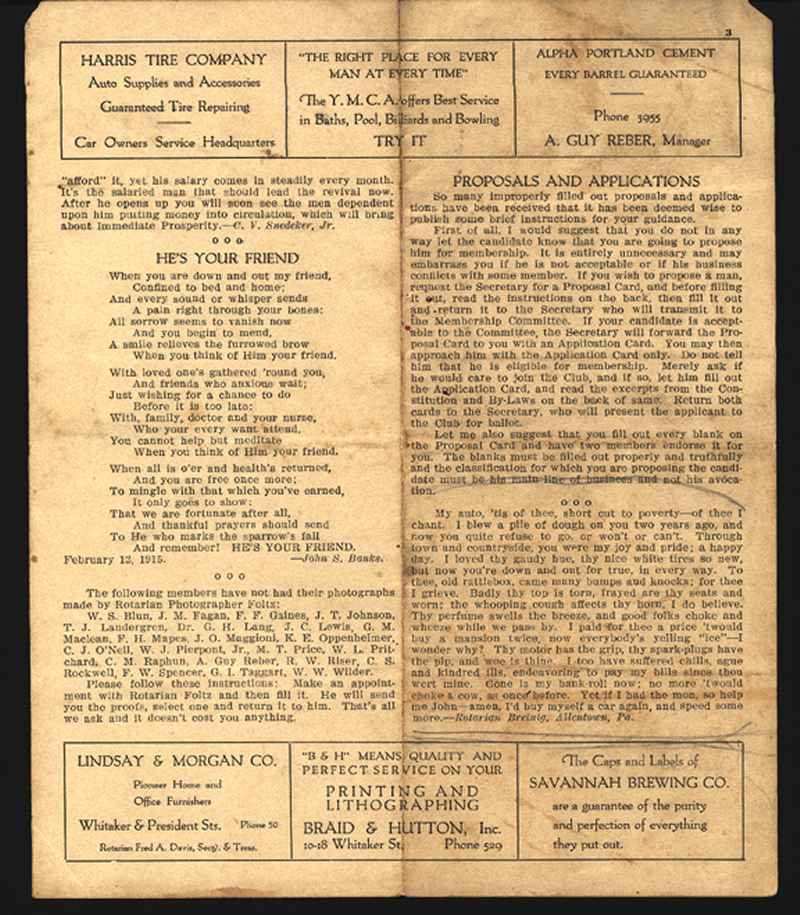 3
HARRIS TIRE COMPANY
Auto Supplies and Accessories
Guaranteed Tire Repairing
Car Owners Service Headquarters
"THE RIGHT PLACE FOR EVERY
MAN AT EVERY TIME"
The Y. M. C. A. offers Best Service
in Baths, Pool, Billiards and Bowling
TRY IT
ALPHA PORTLAND CEMENT
EVERY BARREL GUARANTEED
Phone 3955
A. GUY REBER, Manager
"afford" it, yet his salary comes in steadily every month.
It's the salaried man that should lead the revival now.
After he opens up you will soon see the men dependent
upon him putting money into circulation, which will bring
about Immediate Prosperity.—C. V. Snedeker, Jr.
o o o
HE'S YOUR FRIEND
When you are down and out my friend,
Confined to bed and home;
And every sound or whisper sends
A pain right through your bones;
All sorrow seems to vanish now
And you begin to mend,
A smile relieves the furrowed brow
When you think of Him your friend.
With loved one's gathered 'round you,
And friends who anxious wait;
Just wishing for a chance to do
Before it is too late;
With, family, doctor and your nurse,
Who your every want attend,
You cannot help but meditate
When you think of Him your friend.
When all is o'er and health's returned,
And you are free once more;
To mingle with that which you've earned,
It only goes to show;
That we are fortunate after all,
And thankful prayers should send
To He who marks the sparrow's fall
And remember! HE'S YOUR FRIEND.
February 13, 1915. —John S. Banks.
o o o
The following members have not had their photographs
made by Rotarian Photographer Foltz:
W. S. Blun, J. M. Fagan, F. F. Gaines, J. T. Johnson,
T. J. Landergren, Dr. G. H. Lang, J. C. Lewis, G. M.
Maclean, F. H. Mapes, J. O. Maggioni, K. E. Oppenheimer,
C. J. O'Neil, W. J. Pierpont, Jr., M. T. Price, W. L. Prit-
chard, C. M. Raphun, A. Guy Reber, R. W. Riser, C. S.
Rockwell, F. W. Spencer, G. I. Taggart, W. W. Wilder.
Please follow these instructions: Make an appoint-
ment with Rotarian Foltz and then fill it. He will send
you the proofs, select one and return it to him. That's all
we ask and it doesn't cost you anything.
PROPOSALS AND APPLICATIONS
So many improperly filled out proposals and applica-
tions have been received that it has been deemed wise to
publish some brief instructions for your guidance.
First of all, I would suggest that you do not in any
way let the candidate know that you are going to propose
him for membership. It is entirely unnecessary and may
embarrass you if he is not acceptable or if his business
conflicts with some member. If you wish to propose a man,
request the Secretary for a Proposal Card, and before filling
it out, read the instructions on the back, then fill it out
and return it to the Secretary who will transmit it to
the Membership Committee. If your candidate is accept-
able to the Committee, the Secretary will forward the Pro-
posal Card to you with an Application Card. You may then
approach him with the Application Card only. Do not tell
him that he is eligible for membership. Merely ask if
he would care to join the Club, and if so, let him fill out
the Application Card, and read the excerpts from the Con-
stitution and By-Laws on the back of same. Return both
cards to the Secretary, who will present the applicant to
the Club for ballot.
Let me also suggest that you fill out every blank on
the Proposal Card and have two members endorse it for
you. The blanks must be filled out properly and truthfully
and the classification for which you are proposing the candi-
date must be his main line of business and not his avoca-
tion.
o o o
My auto, 'tis of thee, short cut to poverty—of thee I
chant. I blew a pile of dough on you two years ago, and
now you quite refuse to go, or won't or can't. Through
town and countryside, you were my joy and pride; a happy
day. I loved thy gaudy hue, thy nice white tires so new,
but now you're down and out for true, in every way. To
thee, old rattlebox, came many bumps and knocks; for thee
I grieve. Badly thy top is torn, frayed are thy seats and
worn; the whooping cough affects thy horn, I do believe.
Thy perfume swells the breeze, and good folks choke and
wheeze while we pass by. I paid for thee a price 'twould
buy a mansion twice, now everybody's yelling "ice"—I
wonder why? Thy motor has the grip, thy spark-plugs have
the pip, and woe is thine. I too have suffered chills, ague
and kindred ills, endeavoring to pay my bills since thou
wert mine. Gone is my bank-roll now; no more 'twould
choke a cow, as once before. Yet if I had the mon, so help
me John—amen, I'd buy myself a car again, and speed some
more.—Rotarian Breinig, Allentown, Pa.
LINDSAY & MORGAN CO.
Pioneer Home and
Office Furnishers
Whitaker & President Sts. Phone 50
Rotarian Fred A. Davis, Secy. & Treas.
"B & H" MEANS QUALITY AND
PERFECT SERVICE ON YOUR
PRINTING AND
LITHOGRAPHING
BRAID & HUTTON, Inc.
10-18 Whitaker St. Phone 529
The Caps and Labels of
SAVANNAH BREWING CO.
are a guarantee of the purity
and perfection of everything
they put out.